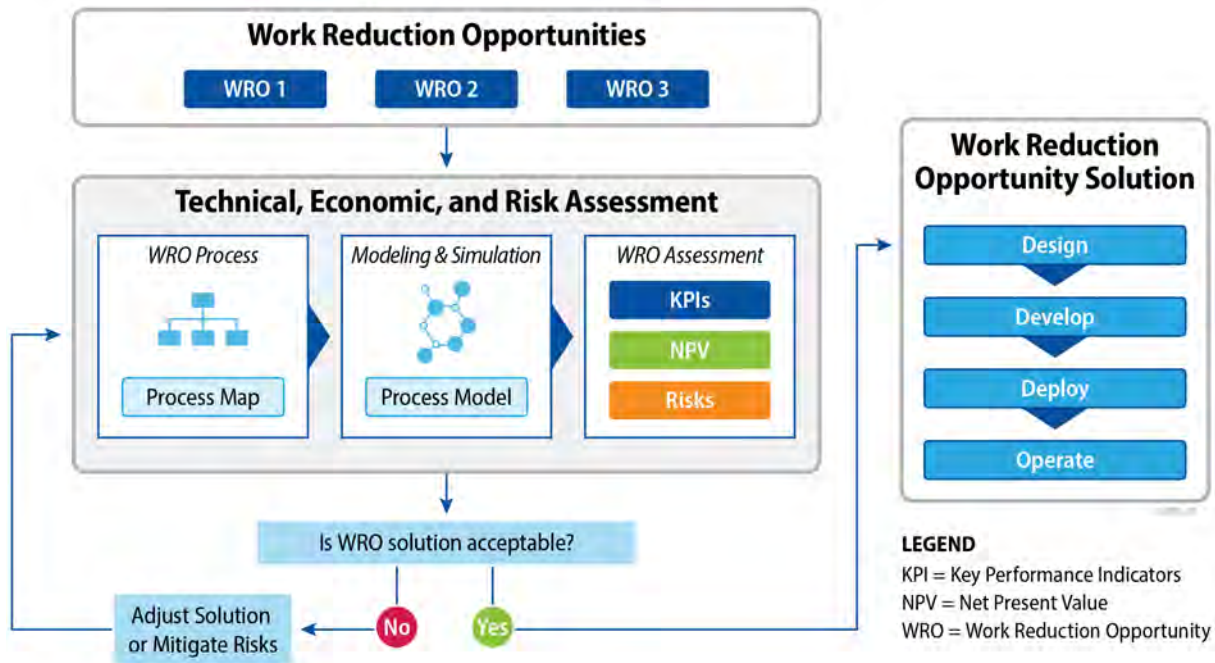 Work Reduction Opportunities
WRO 1
WRO 2
WRO 3
Technical, Economic, and Risk Assessment
WRO Process
Process Map
Modeling & Simulation
Process Model
WRO Assessment
KPIs
NPV
Risks
Is WRO solution acceptable?
No
Yes
Adjust Solution
or Mitigate Risks
Work Reduction
Opportunity Solution
Design
Develop
Deploy
Operate
LEGEND
KPI = Key Performance Indicators
NPV = Net Present Value
WRO = Work Reduction Opportunity